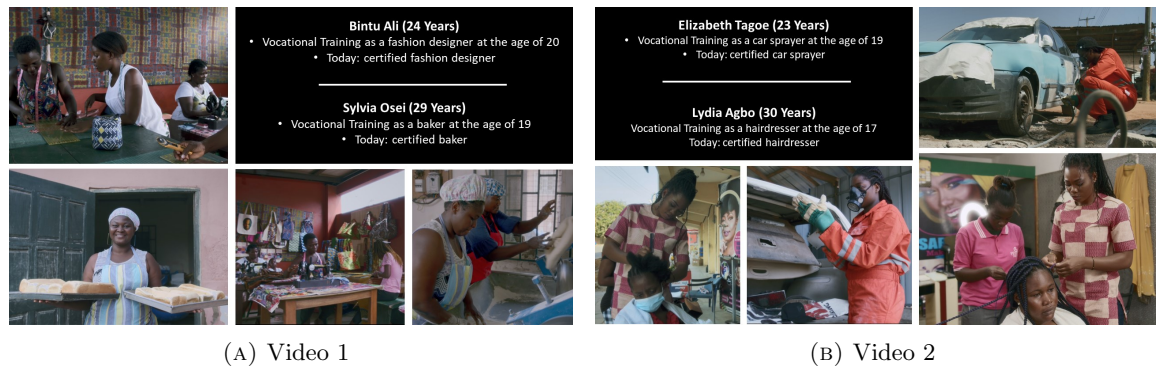 Bintu Ali (24 Years)
• Vocational Training as a fashion designer at the age of 20
• Today: certified fashion designer
Sylvia Osei (29 Years)
• Vocational Training as a baker at the age of 19
• Today: certified baker
(A) Video 1
Elizabeth Tagoe (23 Years)
• Vocational Training as a car sprayer at the age of 19
• Today: certified car sprayer
Lydia Agbo (30 Years)
Vocational Training as a hairdresser at the age of 17
Today: certified hairdresser
SAF
(B) Video 2